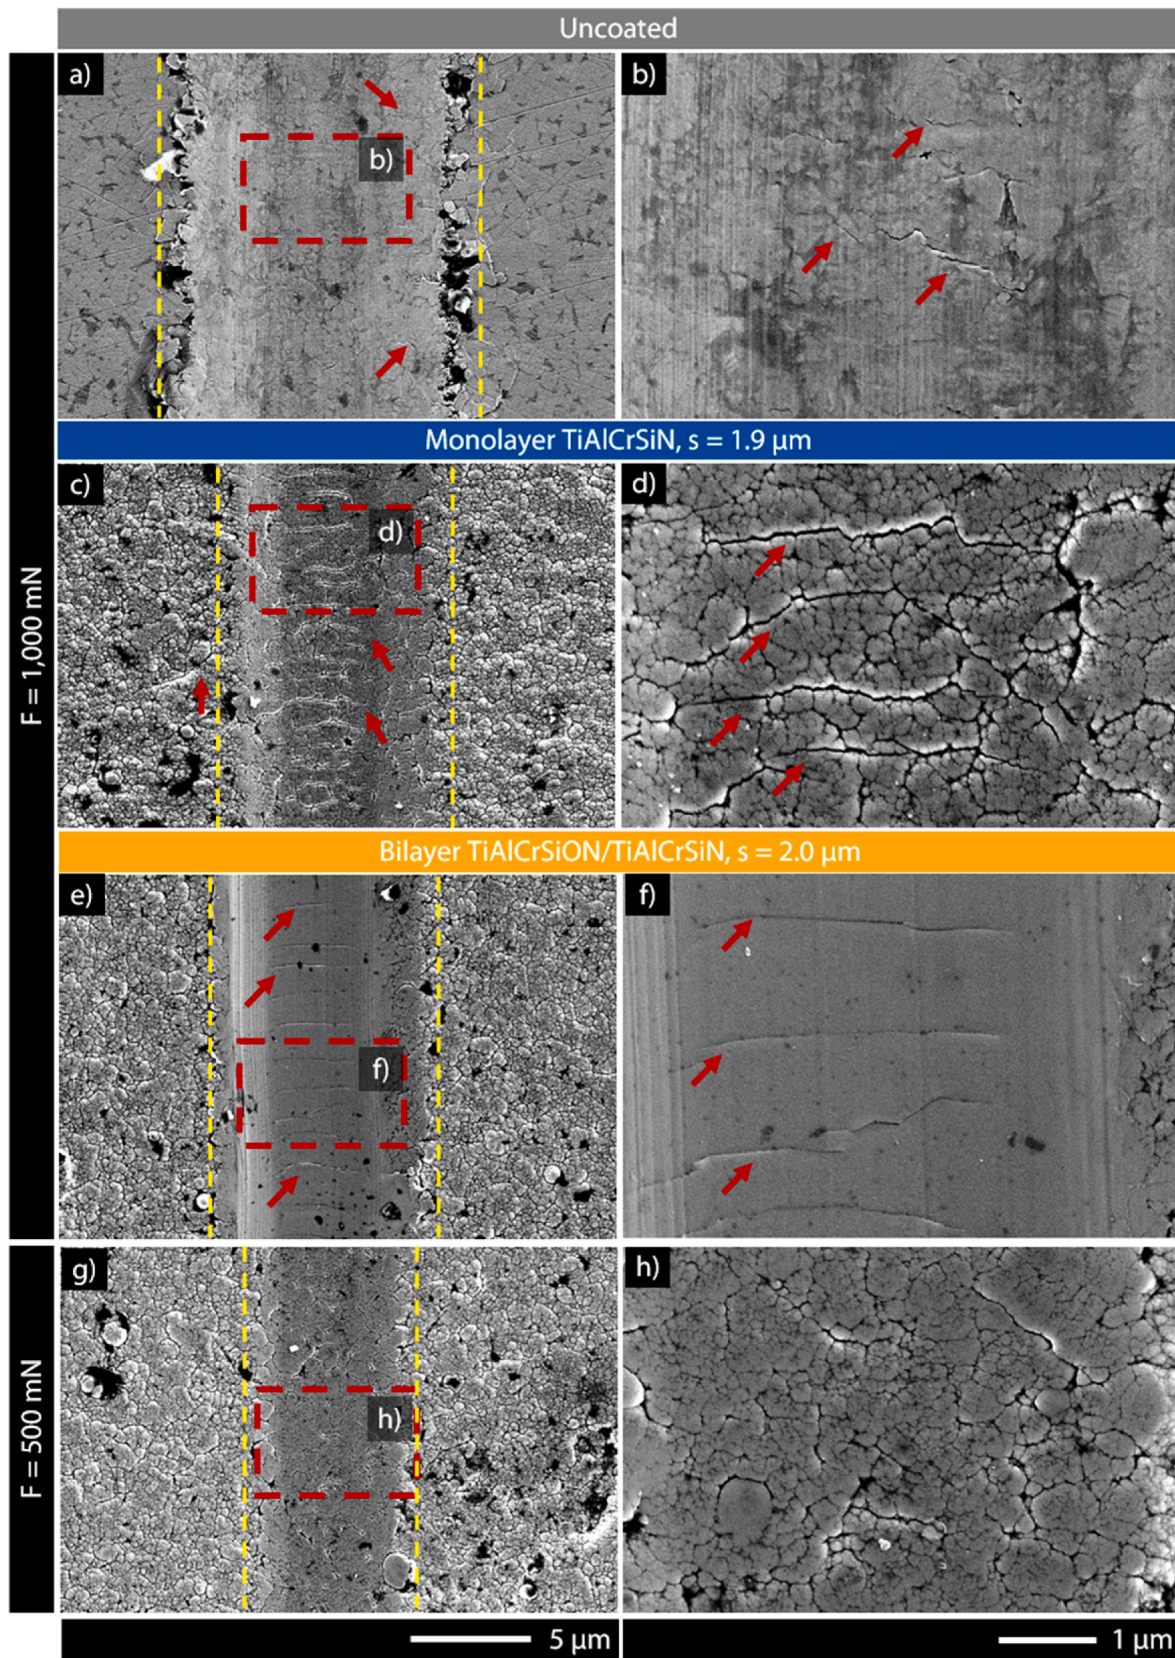 Uncoated
F = 1,000 mN
a)
b)
b)
Monolayer TiAlCrSiN, s = 1.9 μm
c)
d)
d)
Bilayer TiAlCrSiON/TiAlCrSiN, s = 2.0 μm
e)
f)
f)
F = 500 mN
g)
h)
h)
5 μm
1 μm